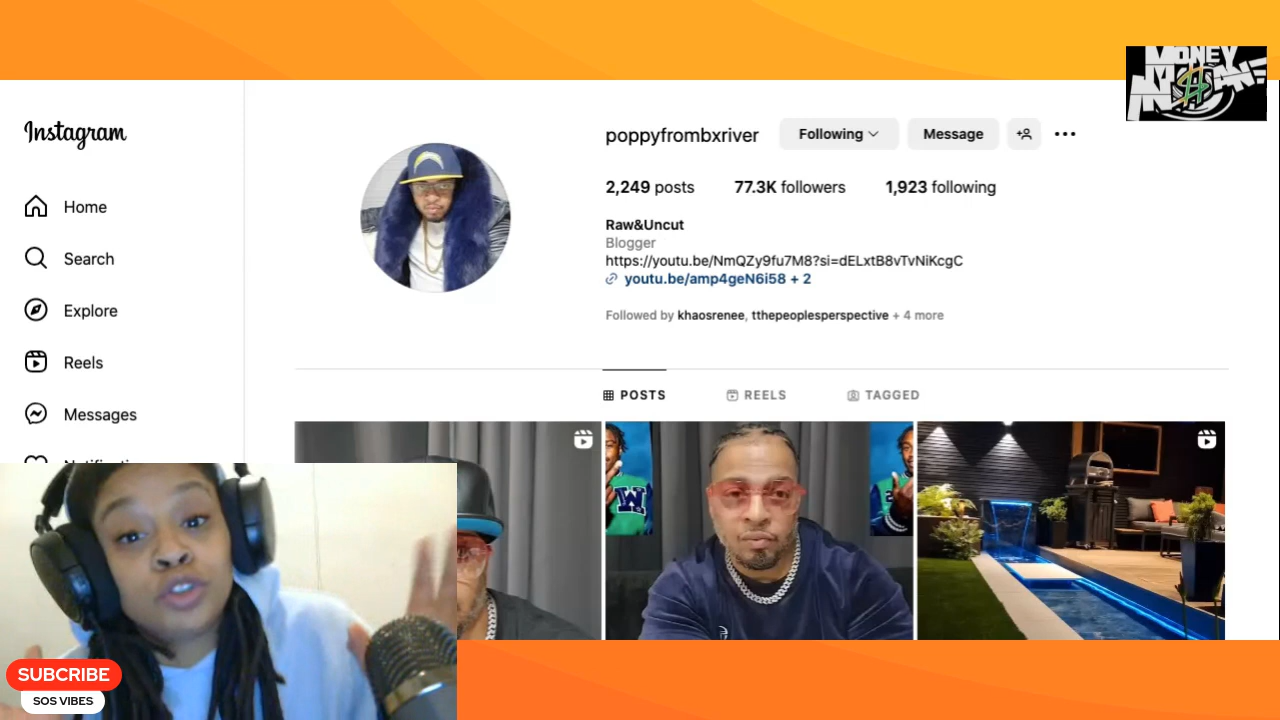 MONEY
Instagram
poppyfrombxriver Following Message
2,249 posts 77.3K followers 1,923 following
Raw&Uncut
Blogger
https://youtu.be/NmQZy9fu7M8?si=dELxtB8vTvNiKcgC
youtu.be/amp4geN6i58 + 2
Followed by khaosrenee, tthepeoplesperspective + 4 more
Home
Search
Explore
Reels
Messages
POSTS REELS TAGGED
W
SUBCRIBE
SOS VIBES